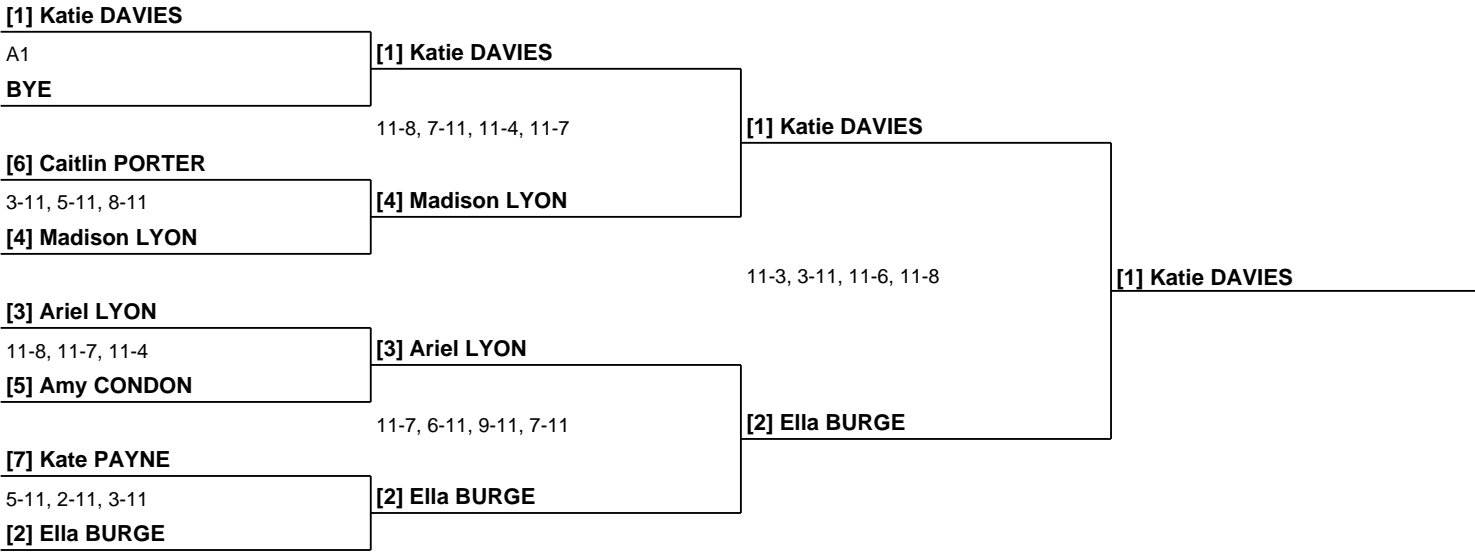 [1] Katie DAVIES
A1
BYE
[1] Katie DAVIES
11-8, 7-11, 11-4, 11-7
[1] Katie DAVIES
[6] Caitlin PORTER
3-11, 5-11, 8-11
[4] Madison LYON
[4] Madison LYON
11-3, 3-11, 11-6, 11-8
[1] Katie DAVIES
[3] Ariel LYON
11-8, 11-7, 11-4
[5] Amy CONDON
[3] Ariel LYON
11-7, 6-11, 9-11, 7-11
[2] Ella BURGE
[7] Kate PAYNE
5-11, 2-11, 3-11
[2] Ella BURGE
[2] Ella BURGE